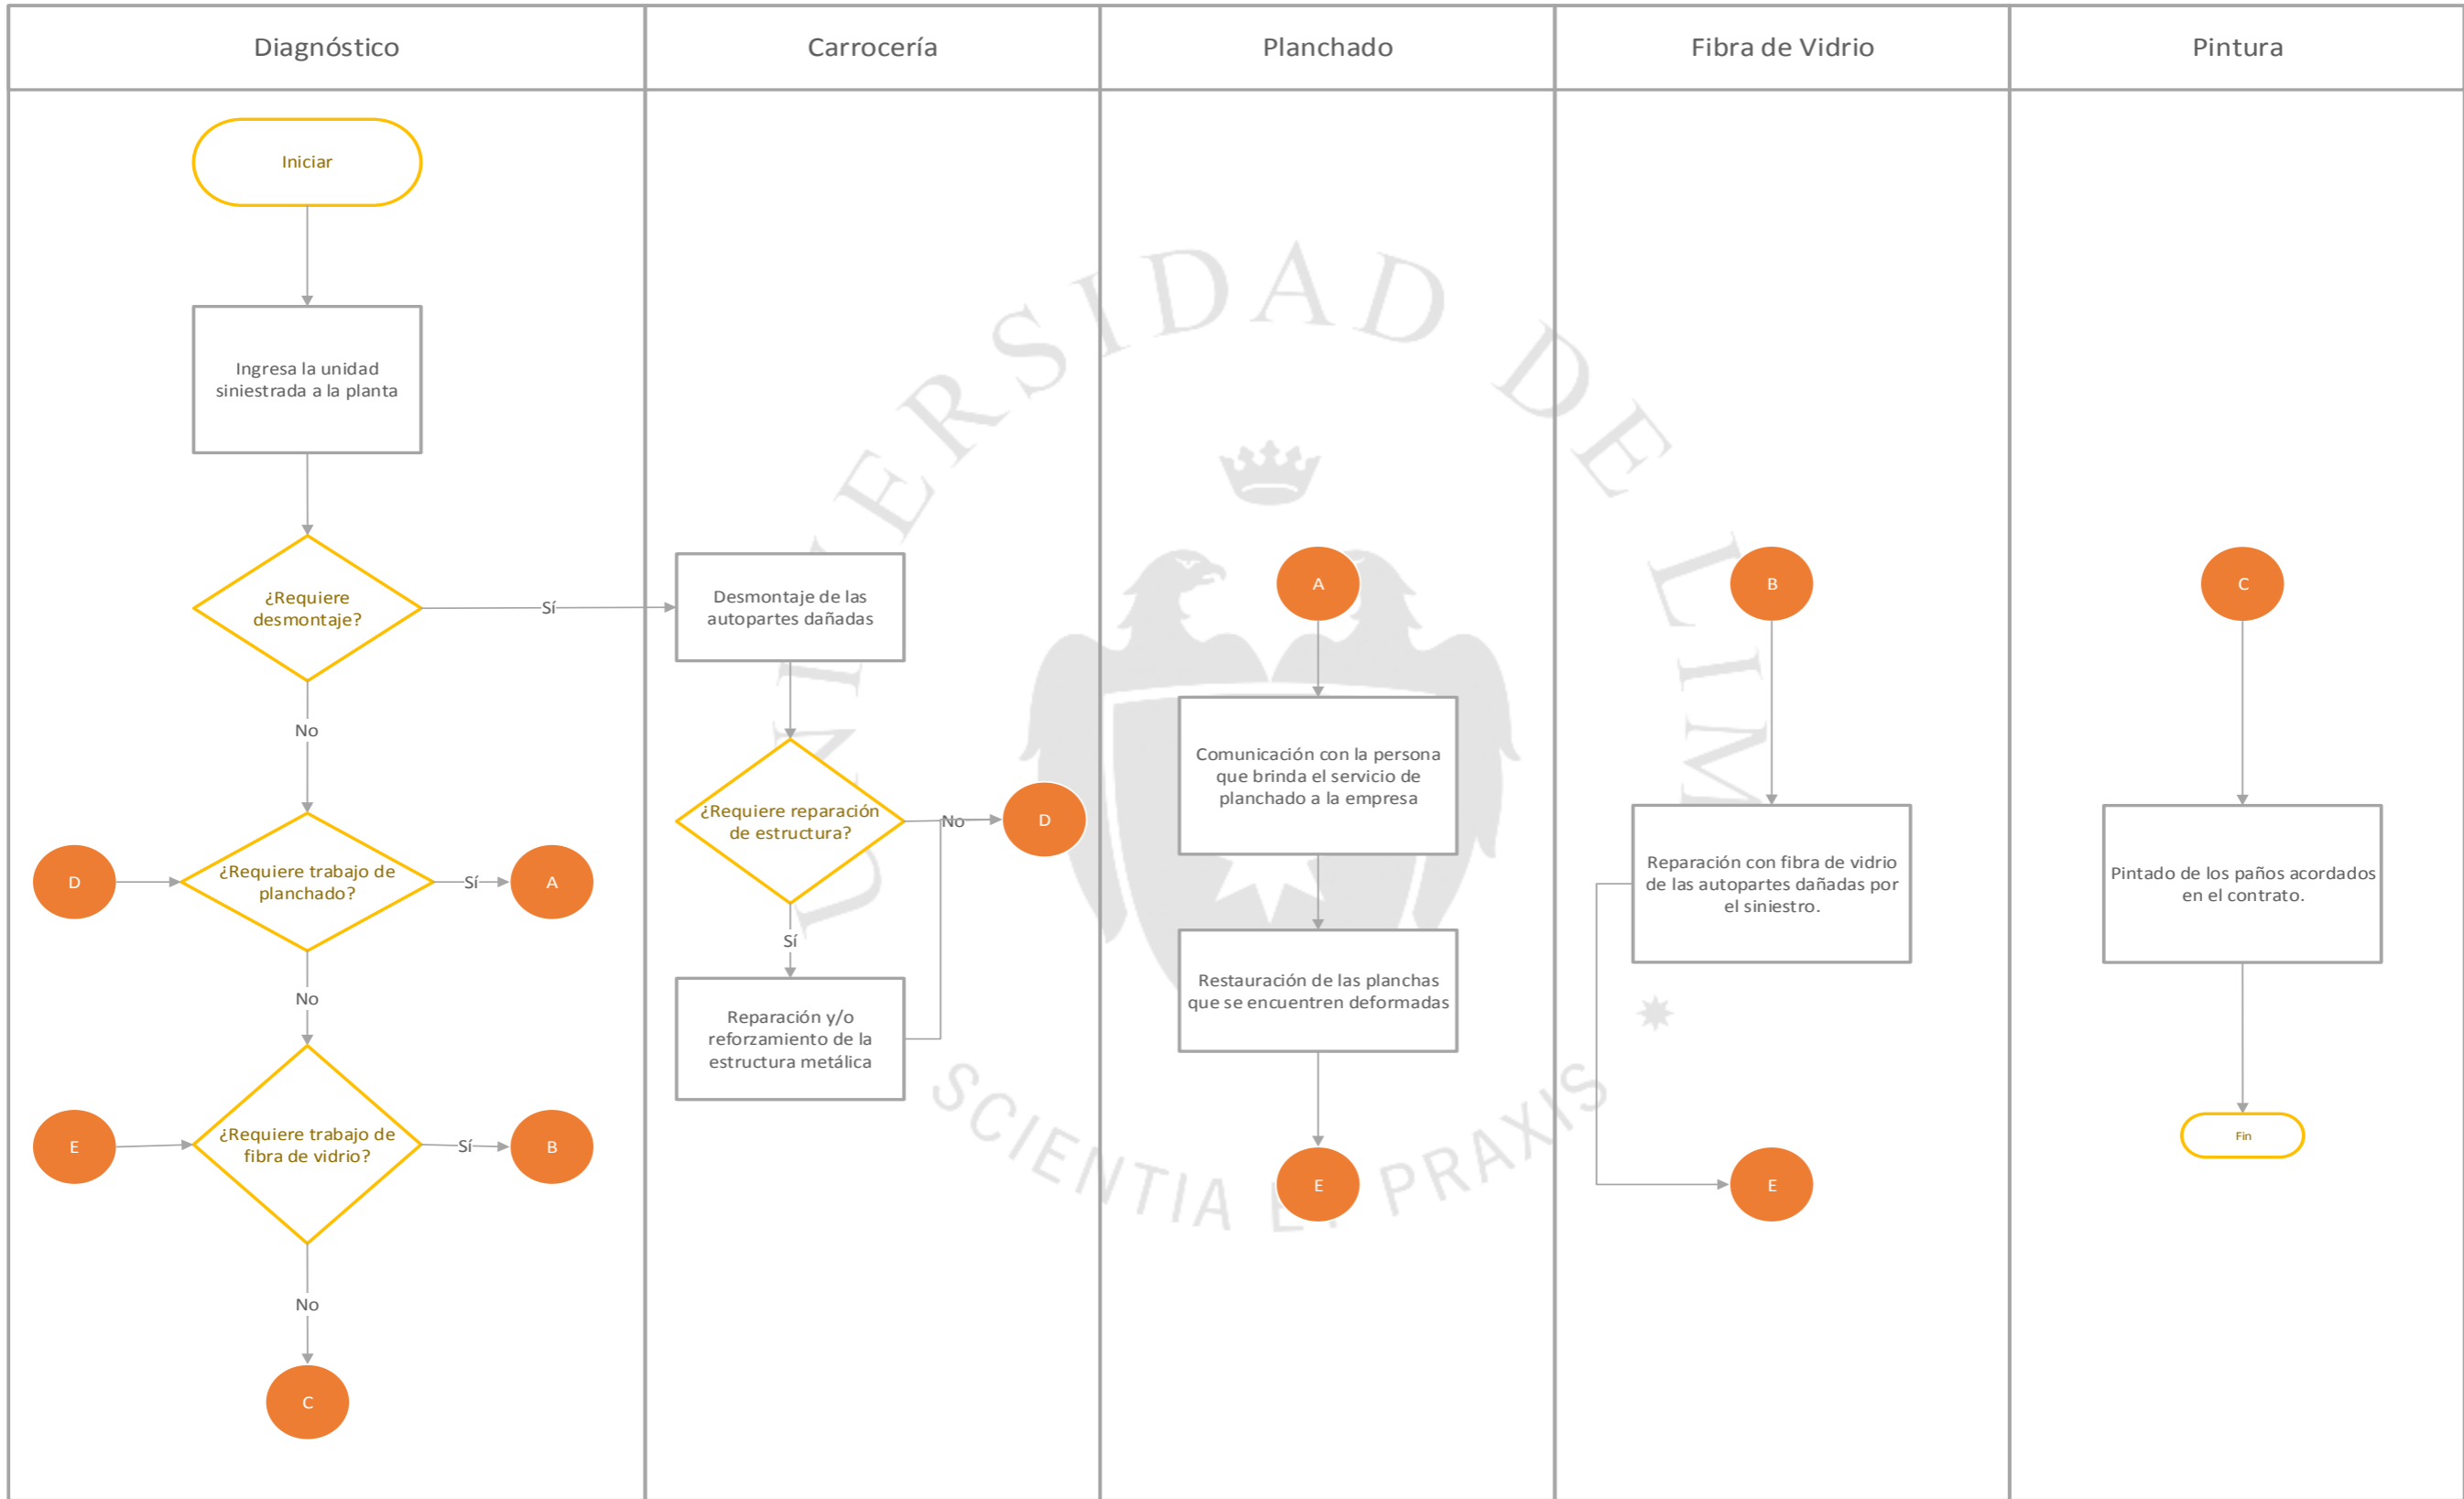 Diagnóstico
Carrocería
Planchado
Fibra de Vidrio
Pintura
Iniciar
Ingresa la unidad
siniestrada a la planta
¿Requiere
desmontaje?
Sí
No
D
¿Requiere trabajo de
planchado?
Sí
A
No
E
¿Requiere trabajo de
fibra de vidrio?
Sí
B
No
C
Desmontaje de las
autopartes dañadas
¿Requiere reparación
de estructura?
No
D
Sí
Reparación y/o
reforzamiento de la
estructura metálica
A
Comunicación con la persona
que brinda el servicio de
planchado a la empresa
Restauración de las planchas
que se encuentren deformadas
E
B
Reparación con fibra de vidrio
de las autopartes dañadas por
el siniestro.
E
C
Pintado de los paños acordados
en el contrato.
Fin
UNIVERSIDAD DE LIMA
SCIENTIA ET PRAXIS